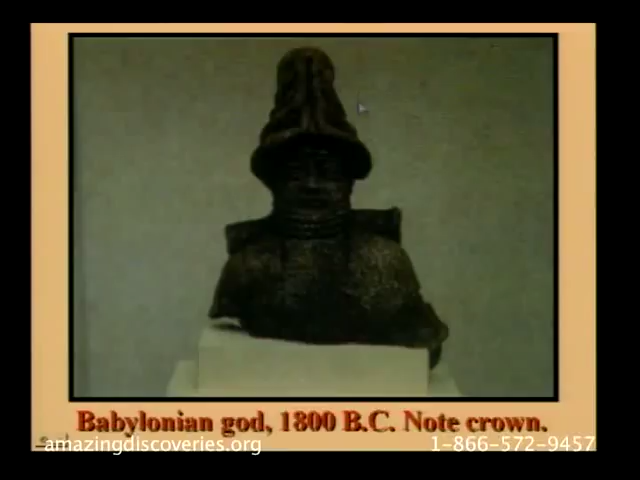 Babylonian god, 1800 B.C. Note crown.
amazingdiscoveries.org
1-866-572-9457